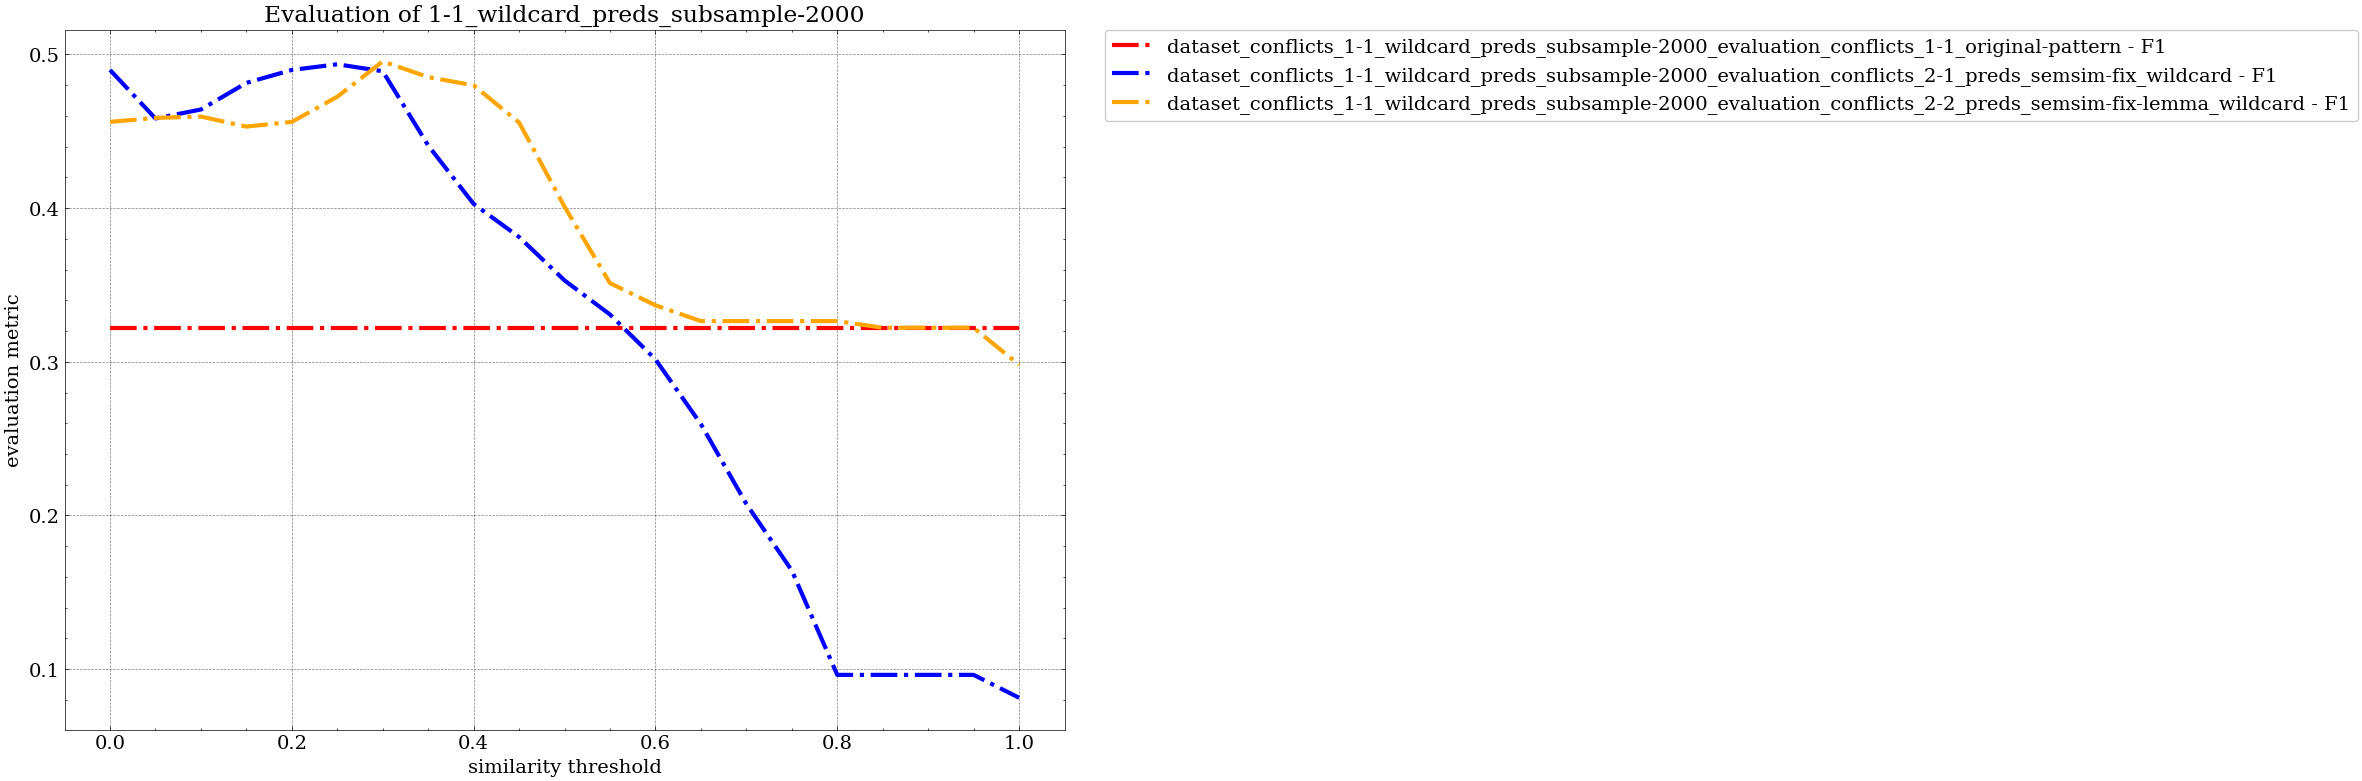 Evaluation of 1-1_wildcard_preds_subsample-2000
dataset_conflicts_1-1_wildcard_preds_subsample-2000_evaluation_conflicts_1-1_original-pattern - F1
dataset_conflicts_1-1_wildcard_preds_subsample-2000_evaluation_conflicts_2-1_preds_semsim-fix_wildcard - F1
dataset_conflicts_1-1_wildcard_preds_subsample-2000_evaluation_conflicts_2-2_preds_semsim-fix-lemma_wildcard - F1
evaluation metric
0.5
0.4
0.3
0.2
0.1
0.0 0.2 0.4 0.6 0.8 1.0
similarity threshold